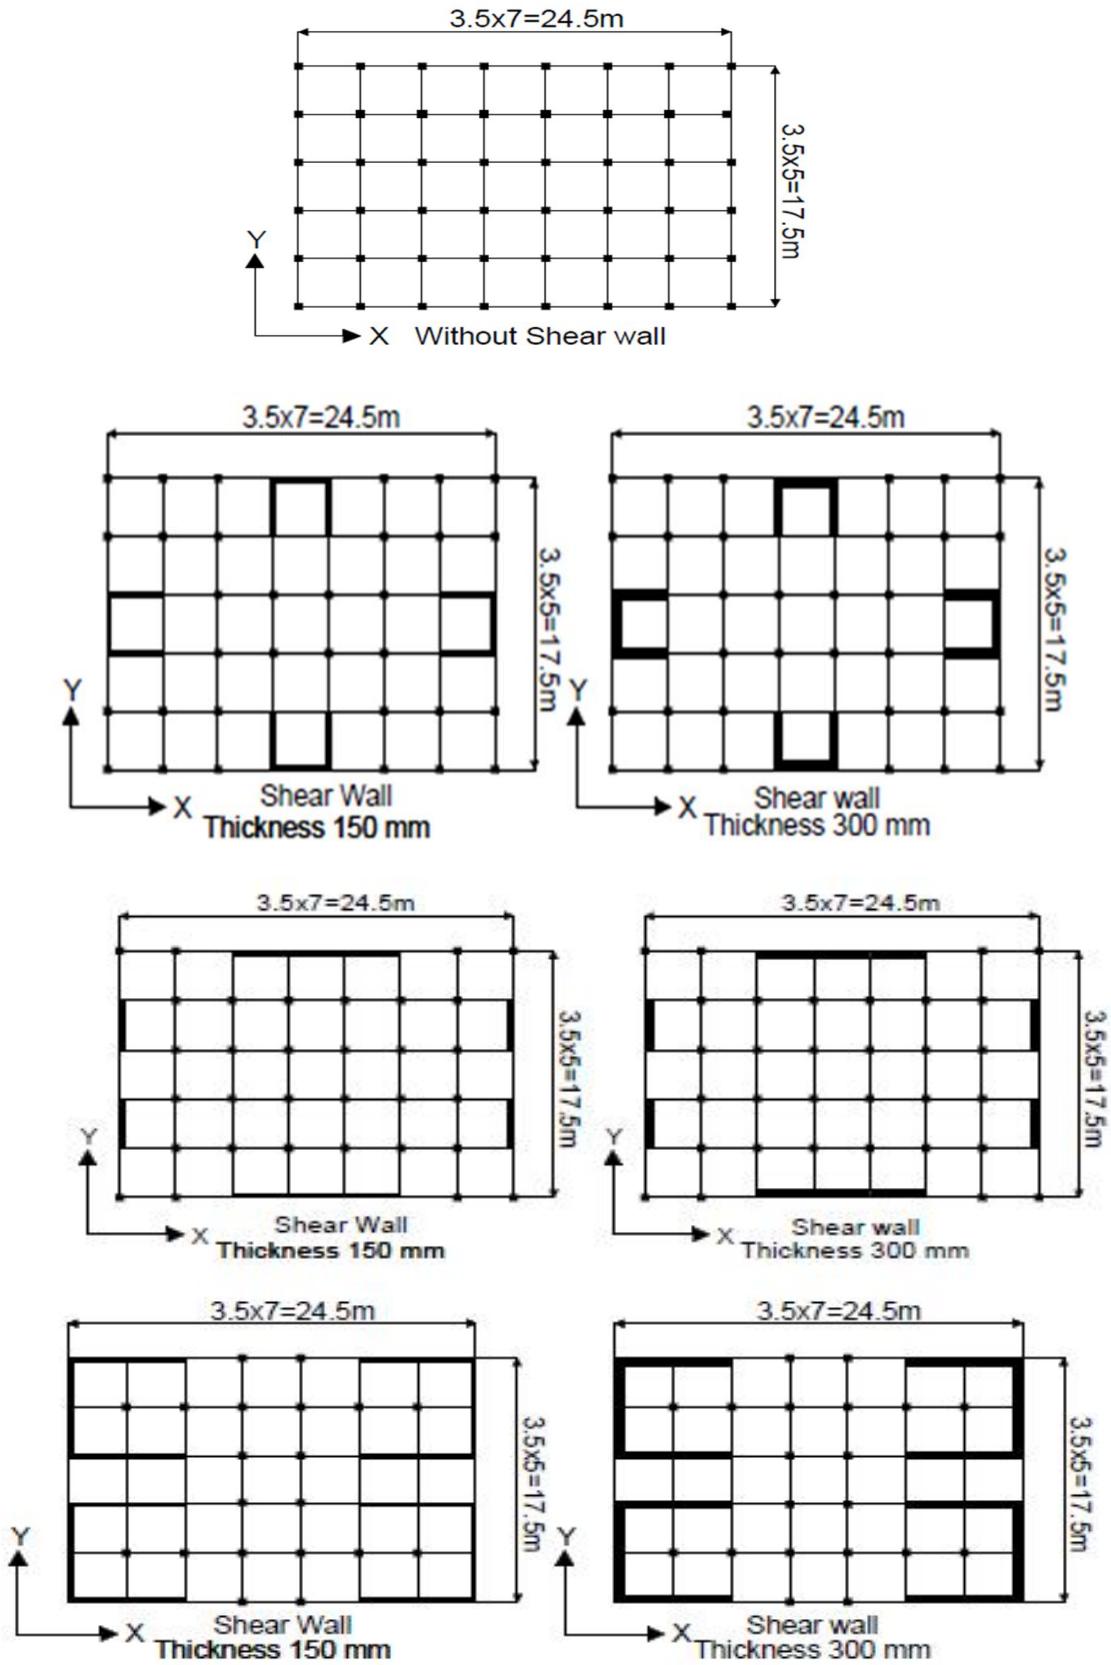 3.5x7=24.5m
3.5x5=17.5m
Y
X Without Shear wall
3.5x7=24.5m
3.5x5=17.5m
Y
X
Shear Wall
Thickness 150 mm
3.5x7=24.5m
3.5x5=17.5m
Y
X
Shear wall
Thickness 300 mm
3.5x7=24.5m
3.5x5=17.5m
Y
X
Shear Wall
Thickness 150 mm
3.5x7=24.5m
3.5x5=17.5m
Y
X
Shear wall
Thickness 300 mm
3.5x7=24.5m
3.5x5=17.5m
Y
X
Shear Wall
Thickness 150 mm
3.5x7=24.5m
3.5x5=17.5m
Y
X
Shear wall
Thickness 300 mm